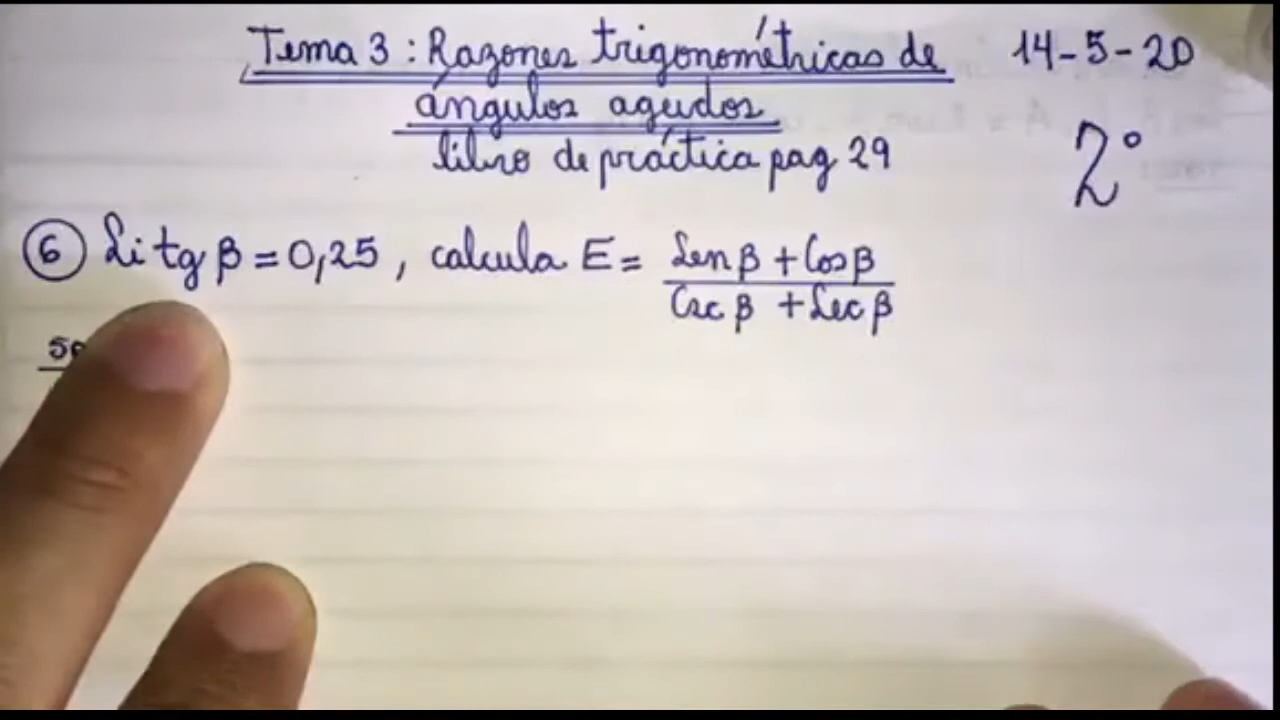 Tema 3 : Razones trigonométricas de 14-5-20
ángulos agudos
libro de práctica pag 29
2°
6 Si tg β = 0,25 , calcula E = (Sen β + Cos β) / (Csc β + Sec β)